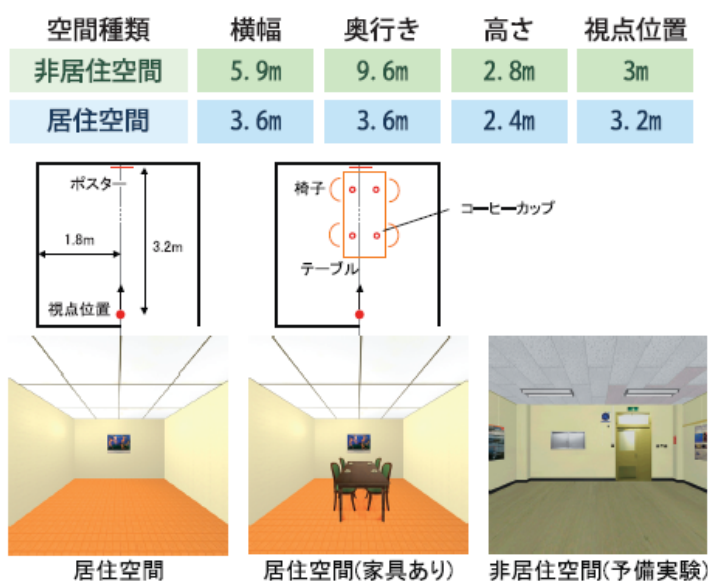 空間種類 横幅 奥行き 高さ 視点位置
非居住空間 5.9m 9.6m 2.8m 3m
居住空間 3.6m 3.6m 2.4m 3.2m
ポスター
1.8m
3.2m
視点位置
椅子
コーヒーカップ
テーブル
居住空間
居住空間(家具あり)
非居住空間(予備実験)